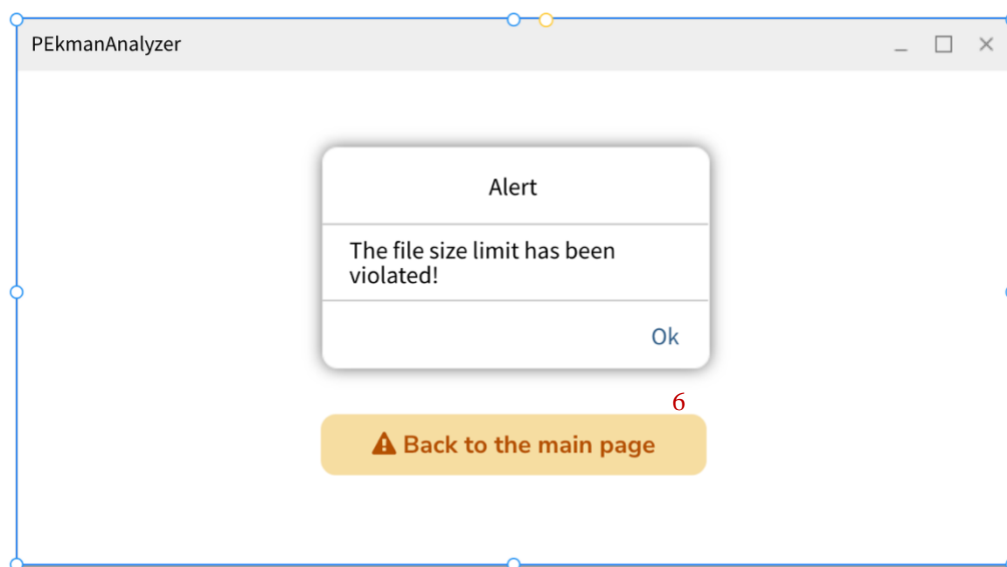 PEkmanAnalyzer
Alert
The file size limit has been
violated!
Ok
6
Back to the main page